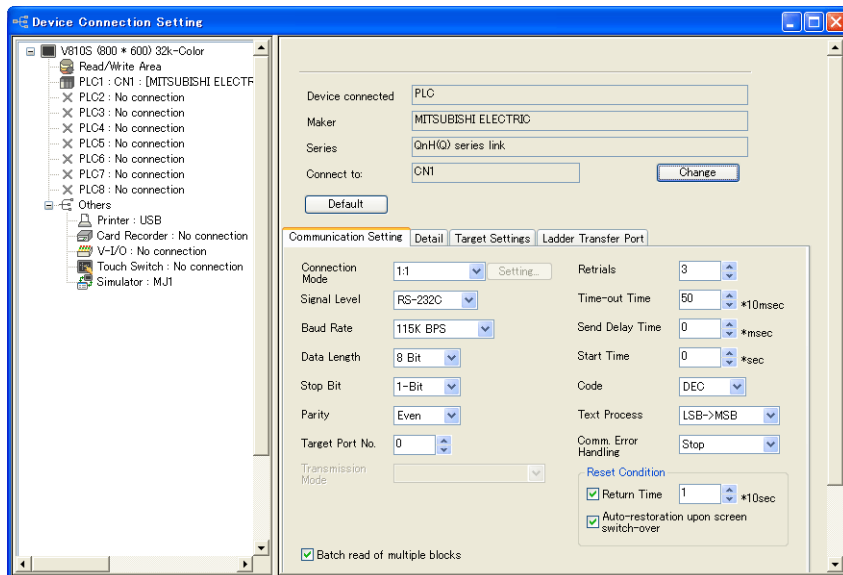 Device Connection Setting
V810S (800 * 600) 32k-Color
Read/Write Area
PLC1 : CN1 : [MITSUBISHI ELECTR
PLC2 : No connection
PLC3 : No connection
PLC4 : No connection
PLC5 : No connection
PLC6 : No connection
PLC7 : No connection
PLC8 : No connection
Others
Printer : USB
Card Recorder : No connection
V-I/O : No connection
Touch Switch : No connection
Simulator : MJ1
Device connected PLC
Maker MITSUBISHI ELECTRIC
Series QnH(Q) series link
Connect to: CN1 Change
Default
Communication Setting Detail Target Settings Ladder Transfer Port
Connection Mode 1:1 Setting...
Signal Level RS-232C
Baud Rate 115K BPS
Data Length 8 Bit
Stop Bit 1-Bit
Parity Even
Target Port No. 0
Transmission Mode
Batch read of multiple blocks
Retrials 3
Time-out Time 50 *10msec
Send Delay Time 0 *msec
Start Time 0 *sec
Code DEC
Text Process LSB->MSB
Comm. Error Handling Stop
Reset Condition
Return Time 1 *10sec
Auto-restoration upon screen
switch-over